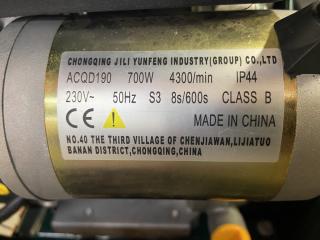 CHONGQING JILI YUNFENG INDUSTRY(GROUP) CO.,LTD
ACQD190 700W 4300/min IP44
230V~ 50Hz S3 8s/600s CLASS B
CE ! MADE IN CHINA
NO.40 THE THIRD VILLAGE OF CHENJIAWAN,LIJIATUO
BANAN DISTRICT,CHONGQING,CHINA